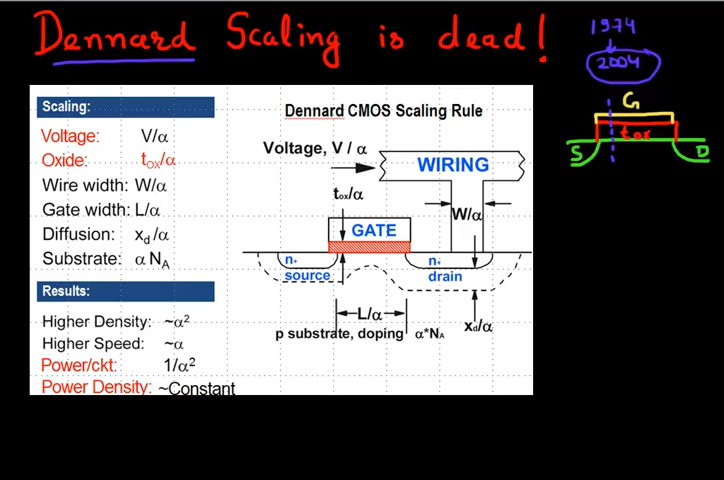 Dennard Scaling is dead!
1974
2004
G
tox
S
D
Scaling:
Voltage: V/α
Oxide: tOX/α
Wire width: W/α
Gate width: L/α
Diffusion: xd/α
Substrate: α NA
Results:
Higher Density: ~α²
Higher Speed: ~α
Power/ckt: 1/α²
Power Density: ~Constant
Dennard CMOS Scaling Rule
Voltage, V / α
WIRING
tox/α
W/α
GATE
n+
source
n+
drain
L/α
p substrate, doping α*NA
xd/α